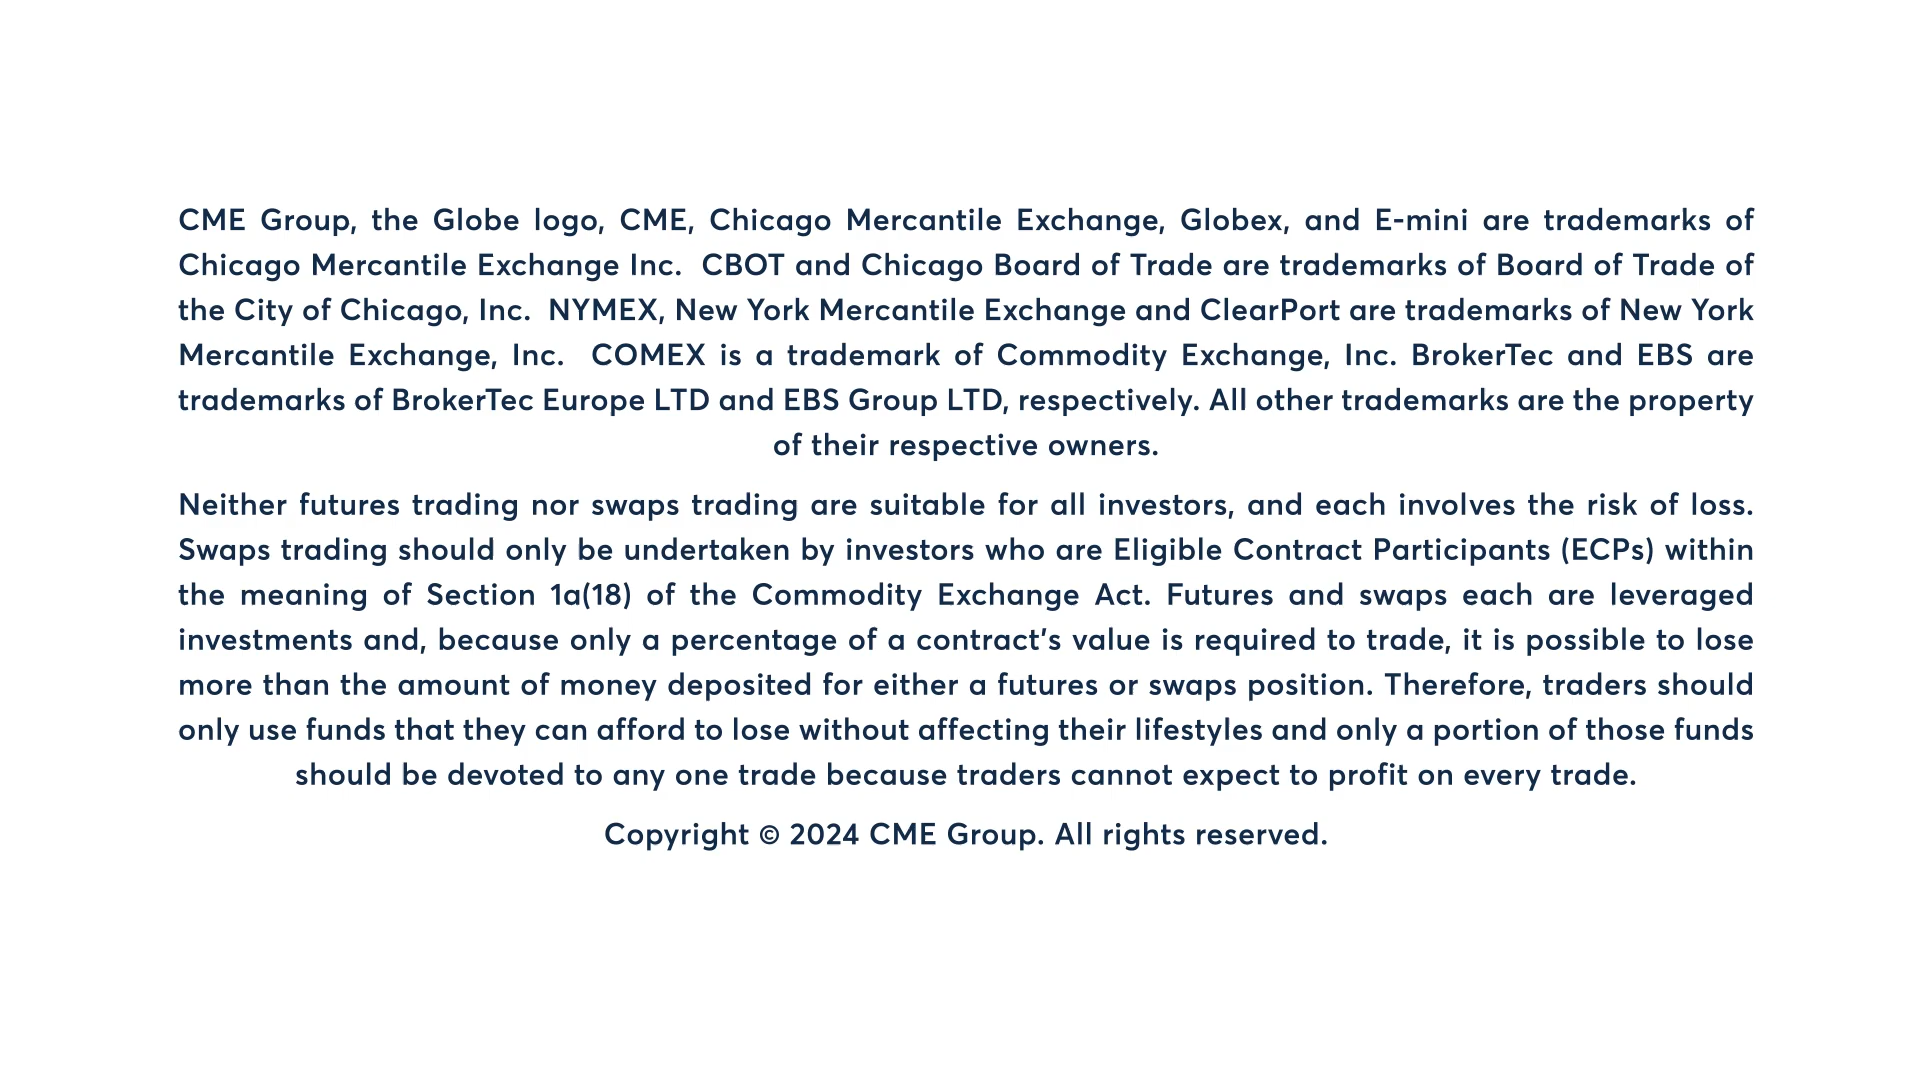 CME Group, the Globe logo, CME, Chicago Mercantile Exchange, Globex, and E-mini are trademarks of
Chicago Mercantile Exchange Inc.  CBOT and Chicago Board of Trade are trademarks of Board of Trade of
the City of Chicago, Inc.  NYMEX, New York Mercantile Exchange and ClearPort are trademarks of New York
Mercantile Exchange, Inc.  COMEX is a trademark of Commodity Exchange, Inc. BrokerTec and EBS are
trademarks of BrokerTec Europe LTD and EBS Group LTD, respectively. All other trademarks are the property
of their respective owners.
Neither futures trading nor swaps trading are suitable for all investors, and each involves the risk of loss.
Swaps trading should only be undertaken by investors who are Eligible Contract Participants (ECPs) within
the meaning of Section 1a(18) of the Commodity Exchange Act. Futures and swaps each are leveraged
investments and, because only a percentage of a contract’s value is required to trade, it is possible to lose
more than the amount of money deposited for either a futures or swaps position. Therefore, traders should
only use funds that they can afford to lose without affecting their lifestyles and only a portion of those funds
should be devoted to any one trade because traders cannot expect to profit on every trade.
Copyright © 2024 CME Group. All rights reserved.